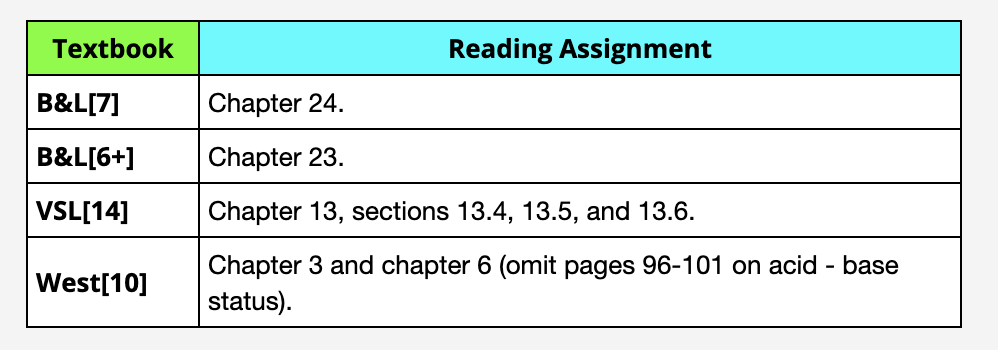 Textbook Reading Assignment
B&L[7] Chapter 24.
B&L[6+] Chapter 23.
VSL[14] Chapter 13, sections 13.4, 13.5, and 13.6.
West[10] Chapter 3 and chapter 6 (omit pages 96-101 on acid - base
status).